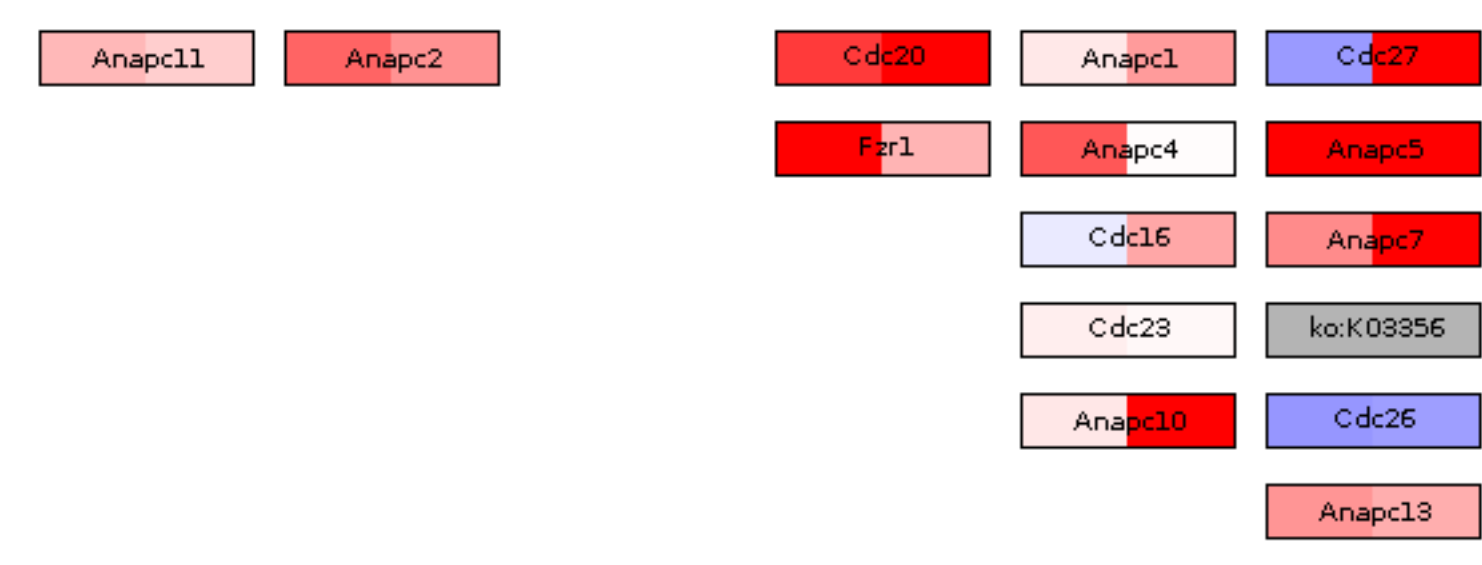 Anapc11 Anapc2 Cdc20 Anapc1 Cdc27
Fzr1 Anapc4 Anapc5
Cdc16 Anapc7
Cdc23 ko:K03356
Anapc10 Cdc26
Anapc13